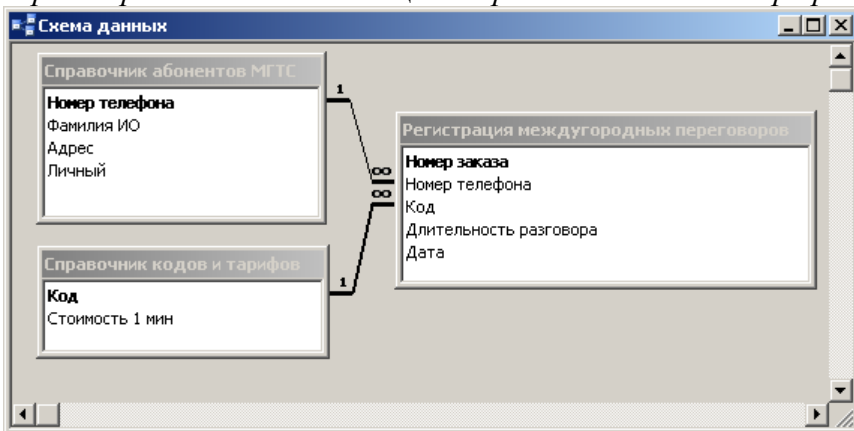 Схема данных
Справочник абонентов МГТС
Номер телефона
Фамилия ИО
Адрес
Личный
1
∞
∞
Регистрация междугородных переговоров
Номер заказа
Номер телефона
Код
Длительность разговора
Дата
Справочник кодов и тарифов
Код
Стоимость 1 мин
1